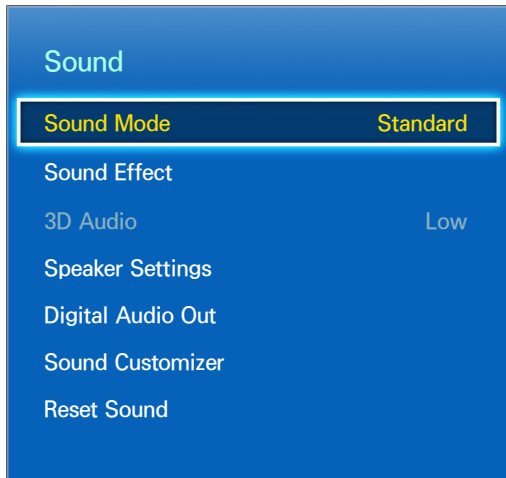 Sound
Sound Mode Standard
Sound Effect
3D Audio Low
Speaker Settings
Digital Audio Out
Sound Customizer
Reset Sound